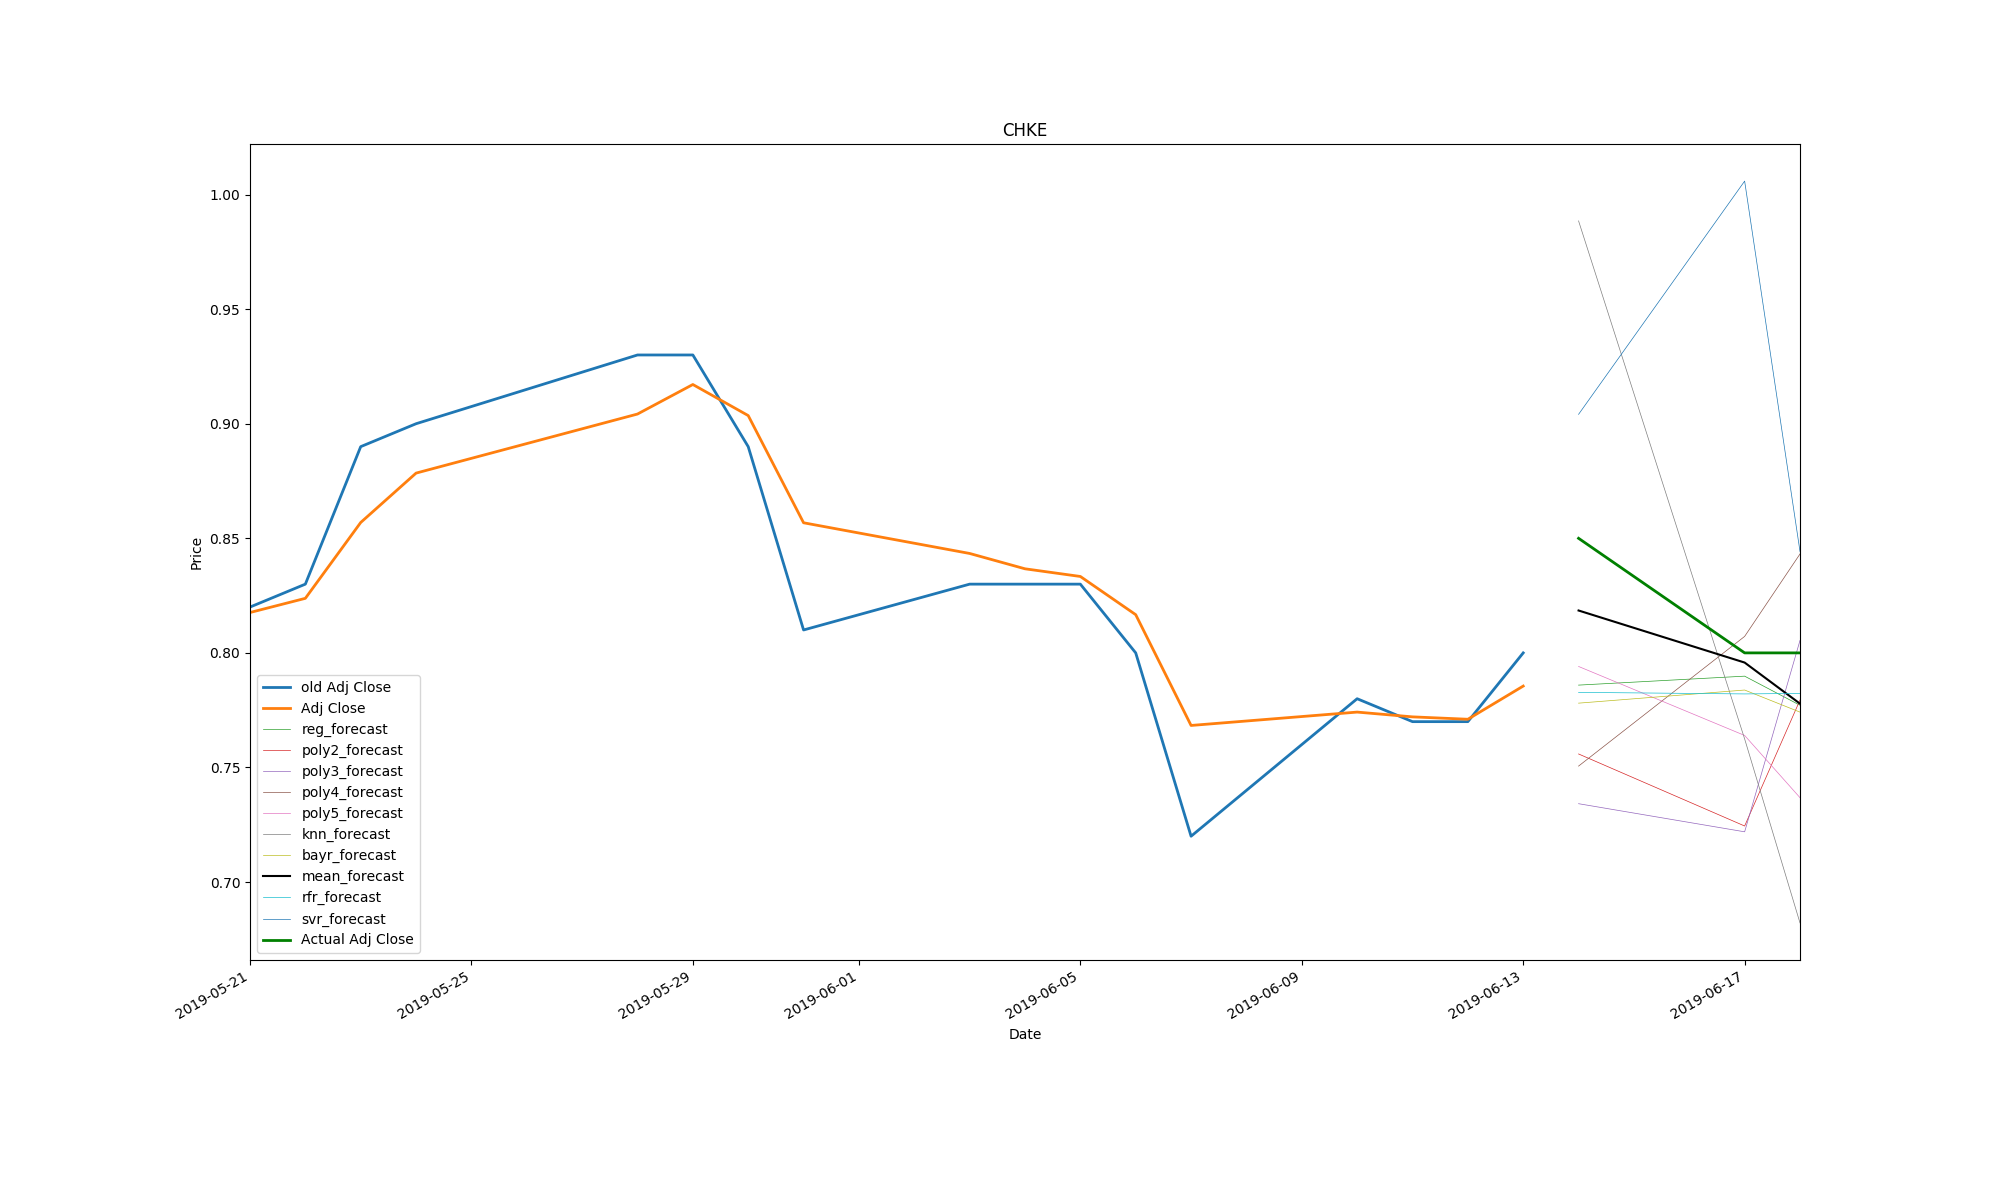 CHKE
1.00
0.95
0.90
0.85
0.80
0.75
0.70
Price
old Adj Close
Adj Close
reg_forecast
poly2_forecast
poly3_forecast
poly4_forecast
poly5_forecast
knn_forecast
bayr_forecast
mean_forecast
rfr_forecast
svr_forecast
Actual Adj Close
2019-05-21
2019-05-25
2019-05-29
2019-06-01
2019-06-05
2019-06-09
2019-06-13
2019-06-17
Date